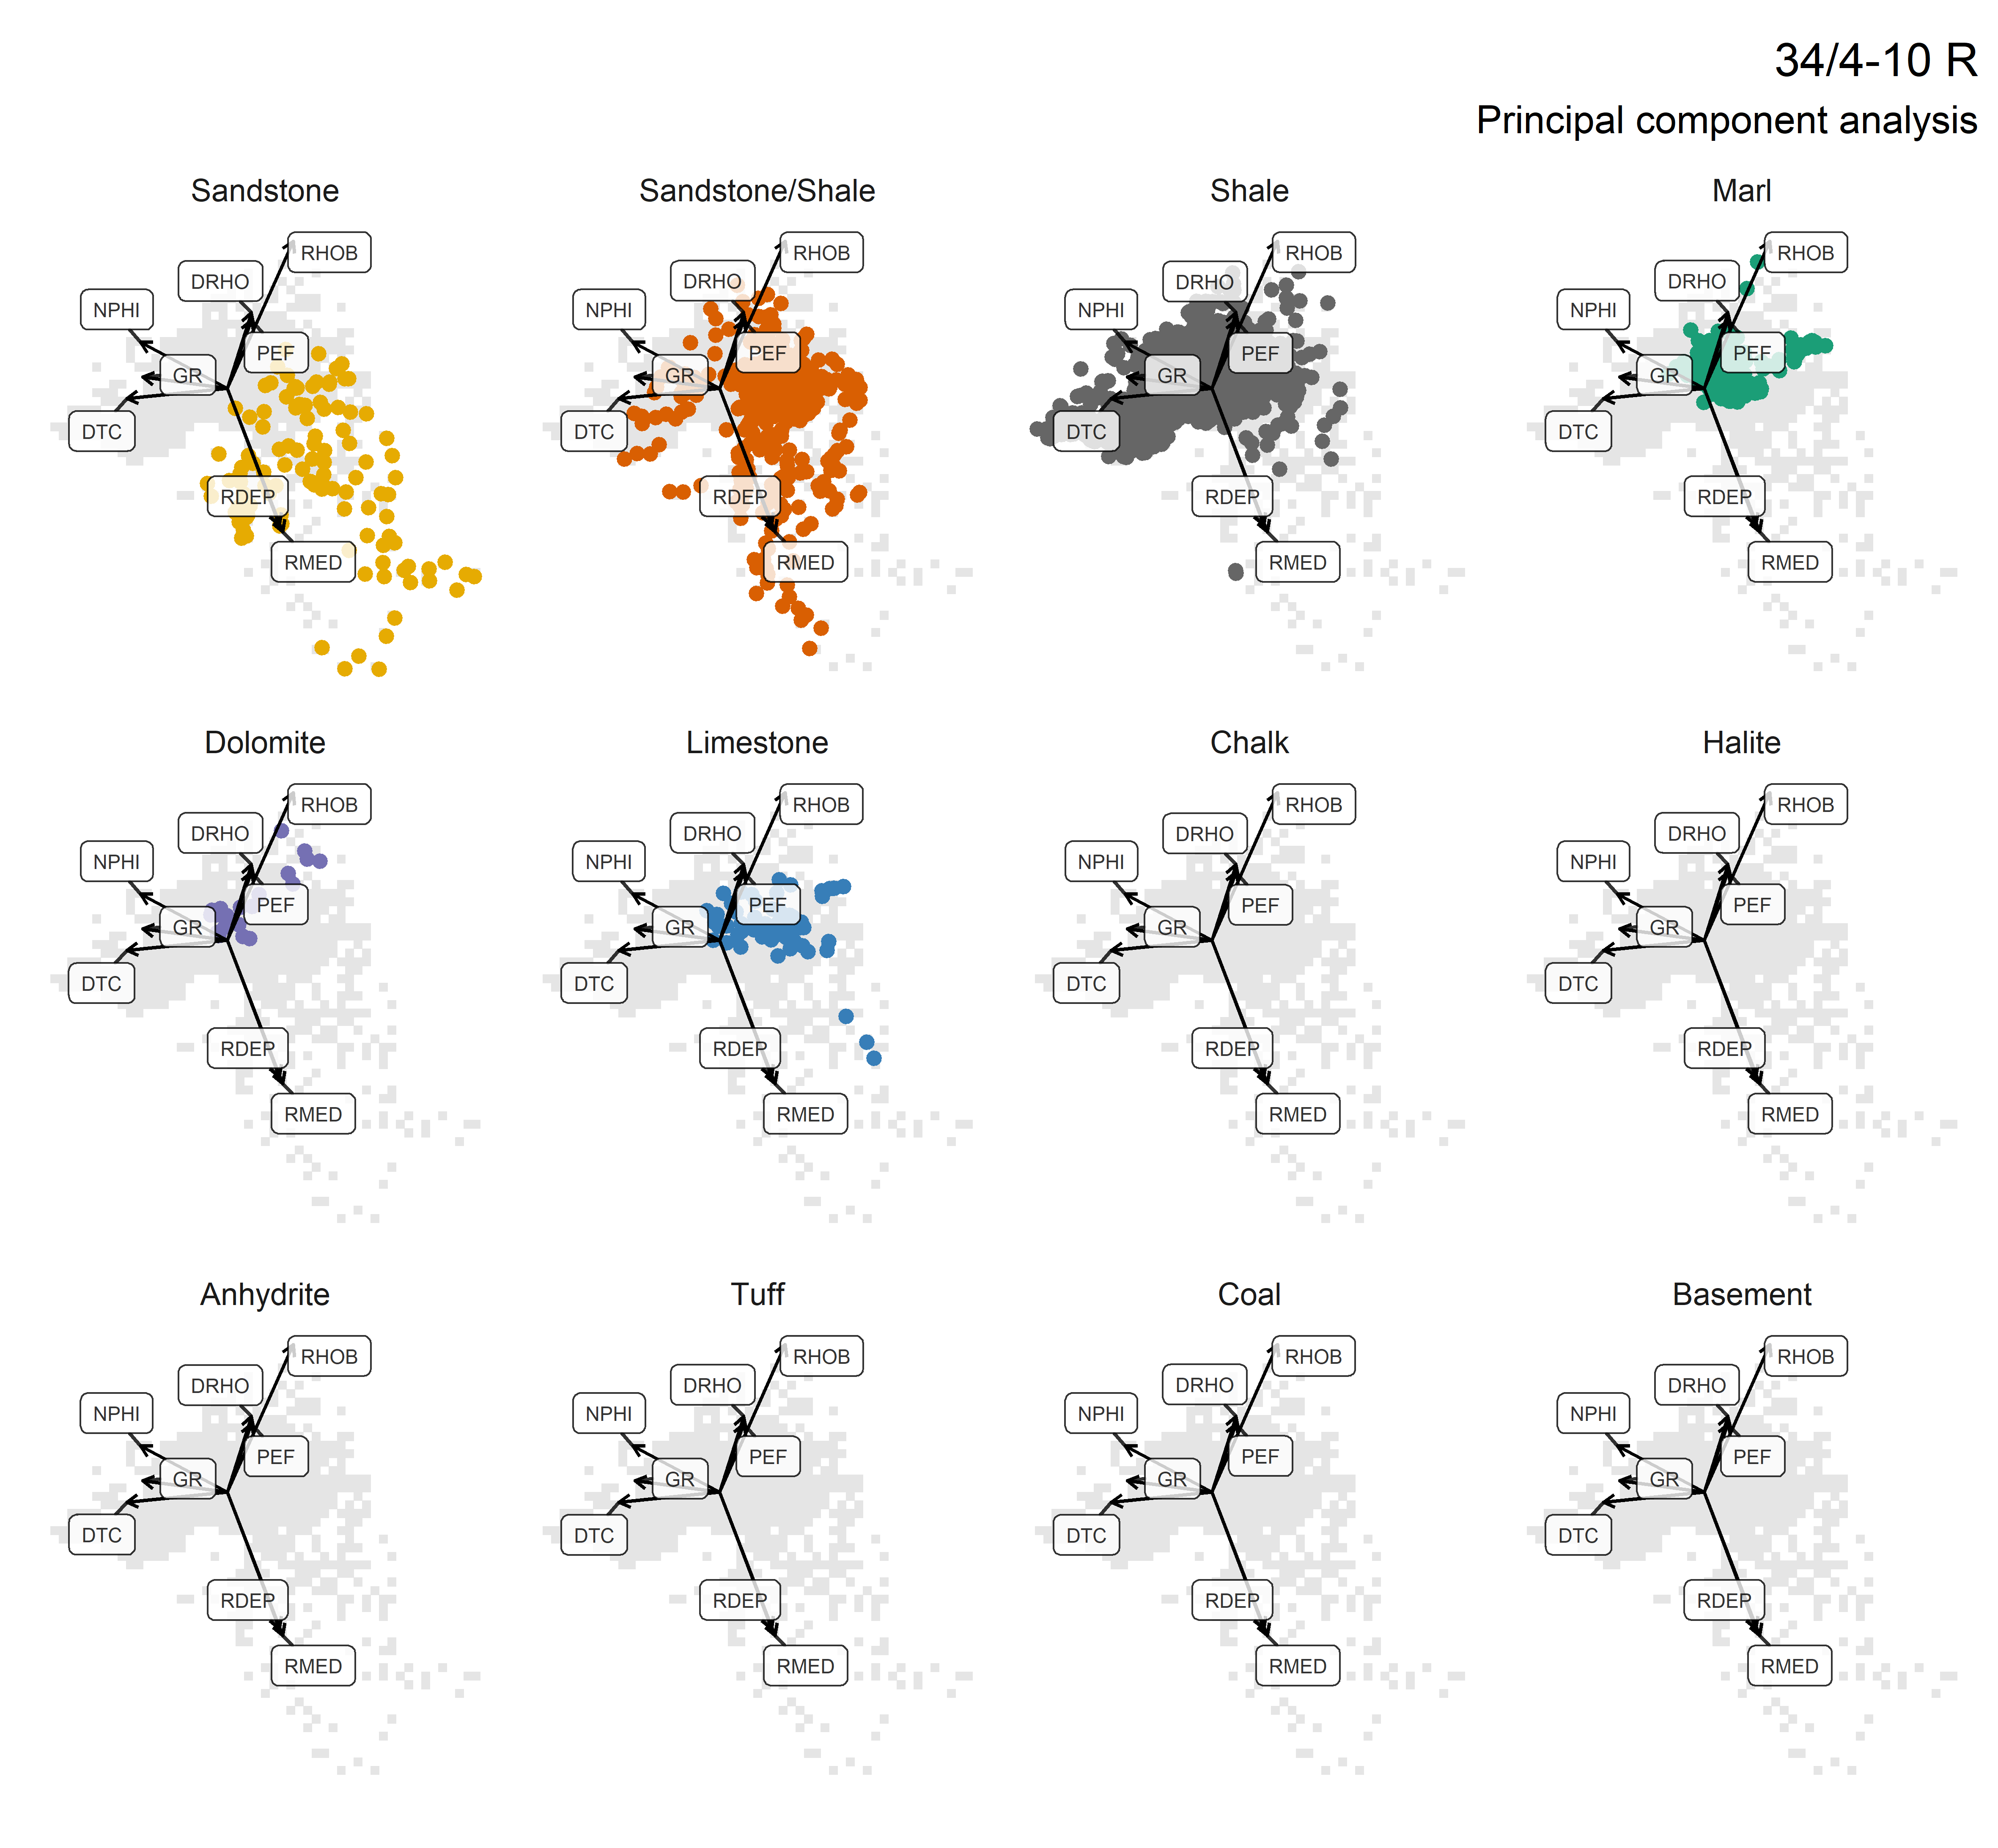 34/4-10 R
Principal component analysis
Sandstone
RHOB
DRHO
NPHI
PEF
GR
DTC
RDEP
RMED
Sandstone/Shale
RHOB
DRHO
NPHI
PEF
GR
DTC
RDEP
RMED
Shale
RHOB
DRHO
NPHI
PEF
GR
DTC
RDEP
RMED
Marl
RHOB
DRHO
NPHI
PEF
GR
DTC
RDEP
RMED
Dolomite
RHOB
DRHO
NPHI
PEF
GR
DTC
RDEP
RMED
Limestone
RHOB
DRHO
NPHI
PEF
GR
DTC
RDEP
RMED
Chalk
RHOB
DRHO
NPHI
PEF
GR
DTC
RDEP
RMED
Halite
RHOB
DRHO
NPHI
PEF
GR
DTC
RDEP
RMED
Anhydrite
RHOB
DRHO
NPHI
PEF
GR
DTC
RDEP
RMED
Tuff
RHOB
DRHO
NPHI
PEF
GR
DTC
RDEP
RMED
Coal
RHOB
DRHO
NPHI
PEF
GR
DTC
RDEP
RMED
Basement
RHOB
DRHO
NPHI
PEF
GR
DTC
RDEP
RMED